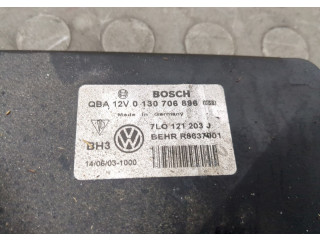 BOSCH
QBA 12V 0 130 706 896
Made in Germany
7L0 121 203 J
BH3 BEHR R8637001
14/06/03-1000